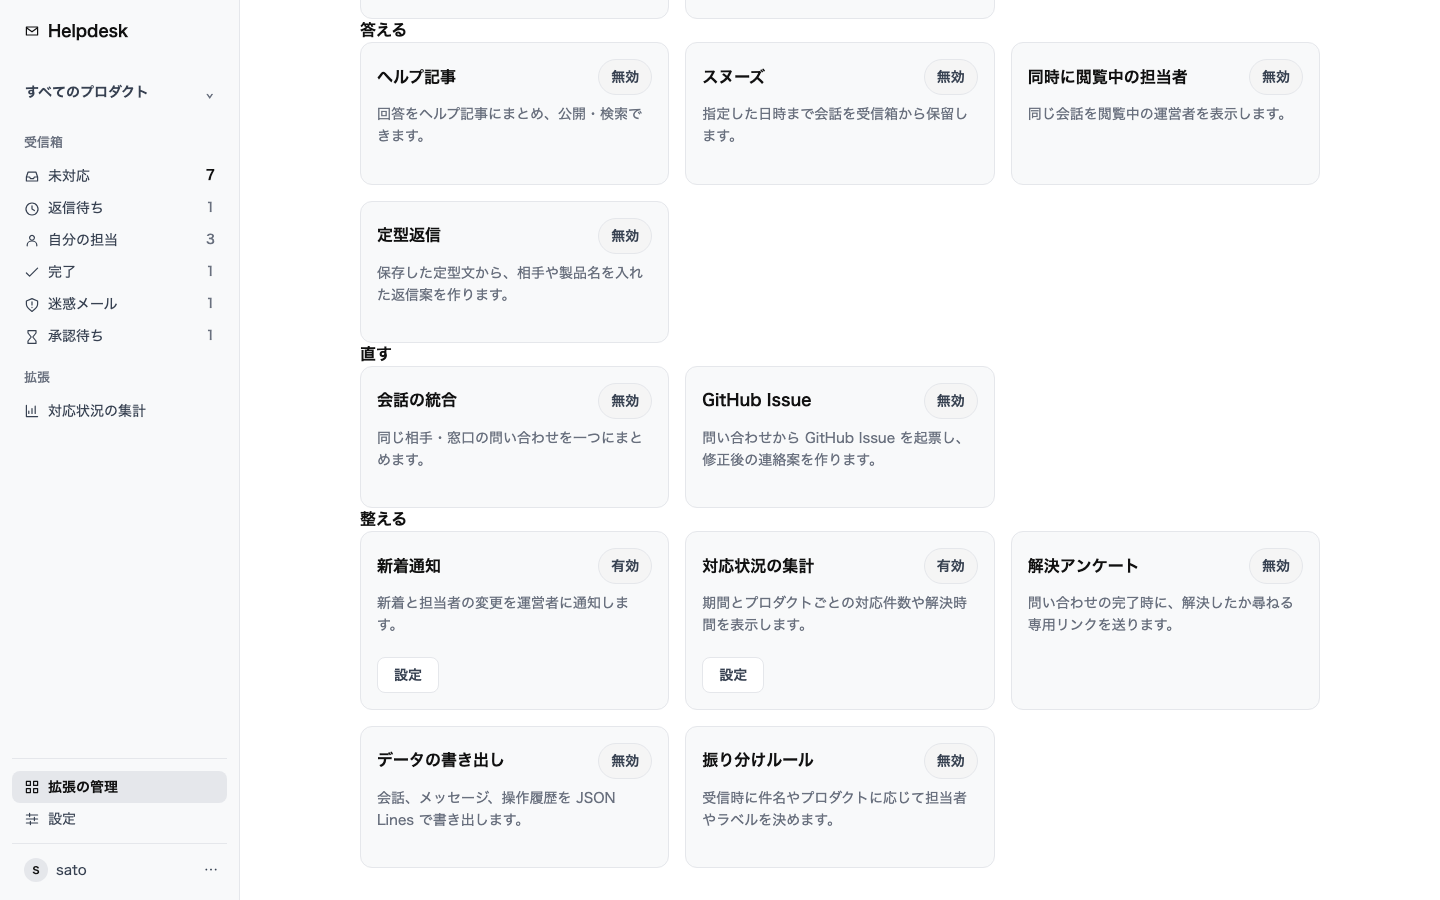 Helpdesk
すべてのプロダクト
受信箱
未対応 7
返信待ち 1
自分の担当 3
完了 1
迷惑メール 1
承認待ち 1
拡張
対応状況の集計
拡張の管理
設定
S sato ...
答える
ヘルプ記事 無効
回答をヘルプ記事にまとめ、公開・検索で
きます。
スヌーズ 無効
指定した日時まで会話を受信箱から保留し
ます。
同時に閲覧中の担当者 無効
同じ会話を閲覧中の運営者を表示します。
定型返信 無効
保存した定型文から、相手や製品名を入れ
た返信案を作ります。
直す
会話の統合 無効
同じ相手・窓口の問い合わせを一つにまと
めます。
GitHub Issue 無効
問い合わせから GitHub Issue を起票し、
修正後の連絡案を作ります。
整える
新着通知 有効
新着と担当者の変更を運営者に通知しま
す。
設定
対応状況の集計 有効
期間とプロダクトごとの対応件数や解決時
間を表示します。
設定
解決アンケート 無効
問い合わせの完了時に、解決したか尋ねる
専用リンクを送ります。
データの書き出し 無効
会話、メッセージ、操作履歴を JSON
Lines で書き出します。
振り分けルール 無効
受信時に件名やプロダクトに応じて担当者
やラベルを決めます。